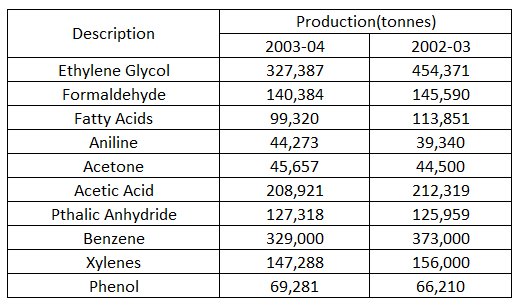 Description Production(tonnes)
2003-04 2002-03
Ethylene Glycol 327,387 454,371
Formaldehyde 140,384 145,590
Fatty Acids 99,320 113,851
Aniline 44,273 39,340
Acetone 45,657 44,500
Acetic Acid 208,921 212,319
Pthalic Anhydride 127,318 125,959
Benzene 329,000 373,000
Xylenes 147,288 156,000
Phenol 69,281 66,210